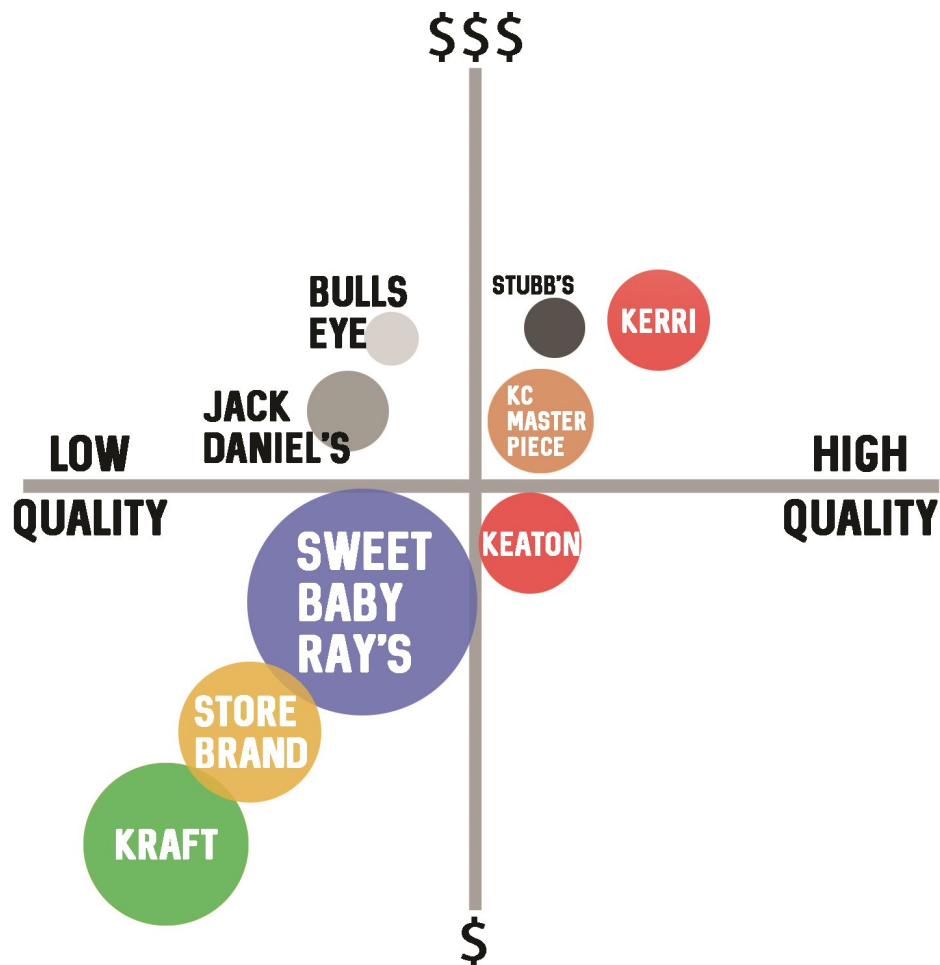 $$$
BULLS
EYE
STUBB'S
KERRI
JACK
DANIEL'S
KC
MASTER
PIECE
LOW
QUALITY
HIGH
QUALITY
SWEET
BABY
RAY'S
KEATON
STORE
BRAND
KRAFT
$